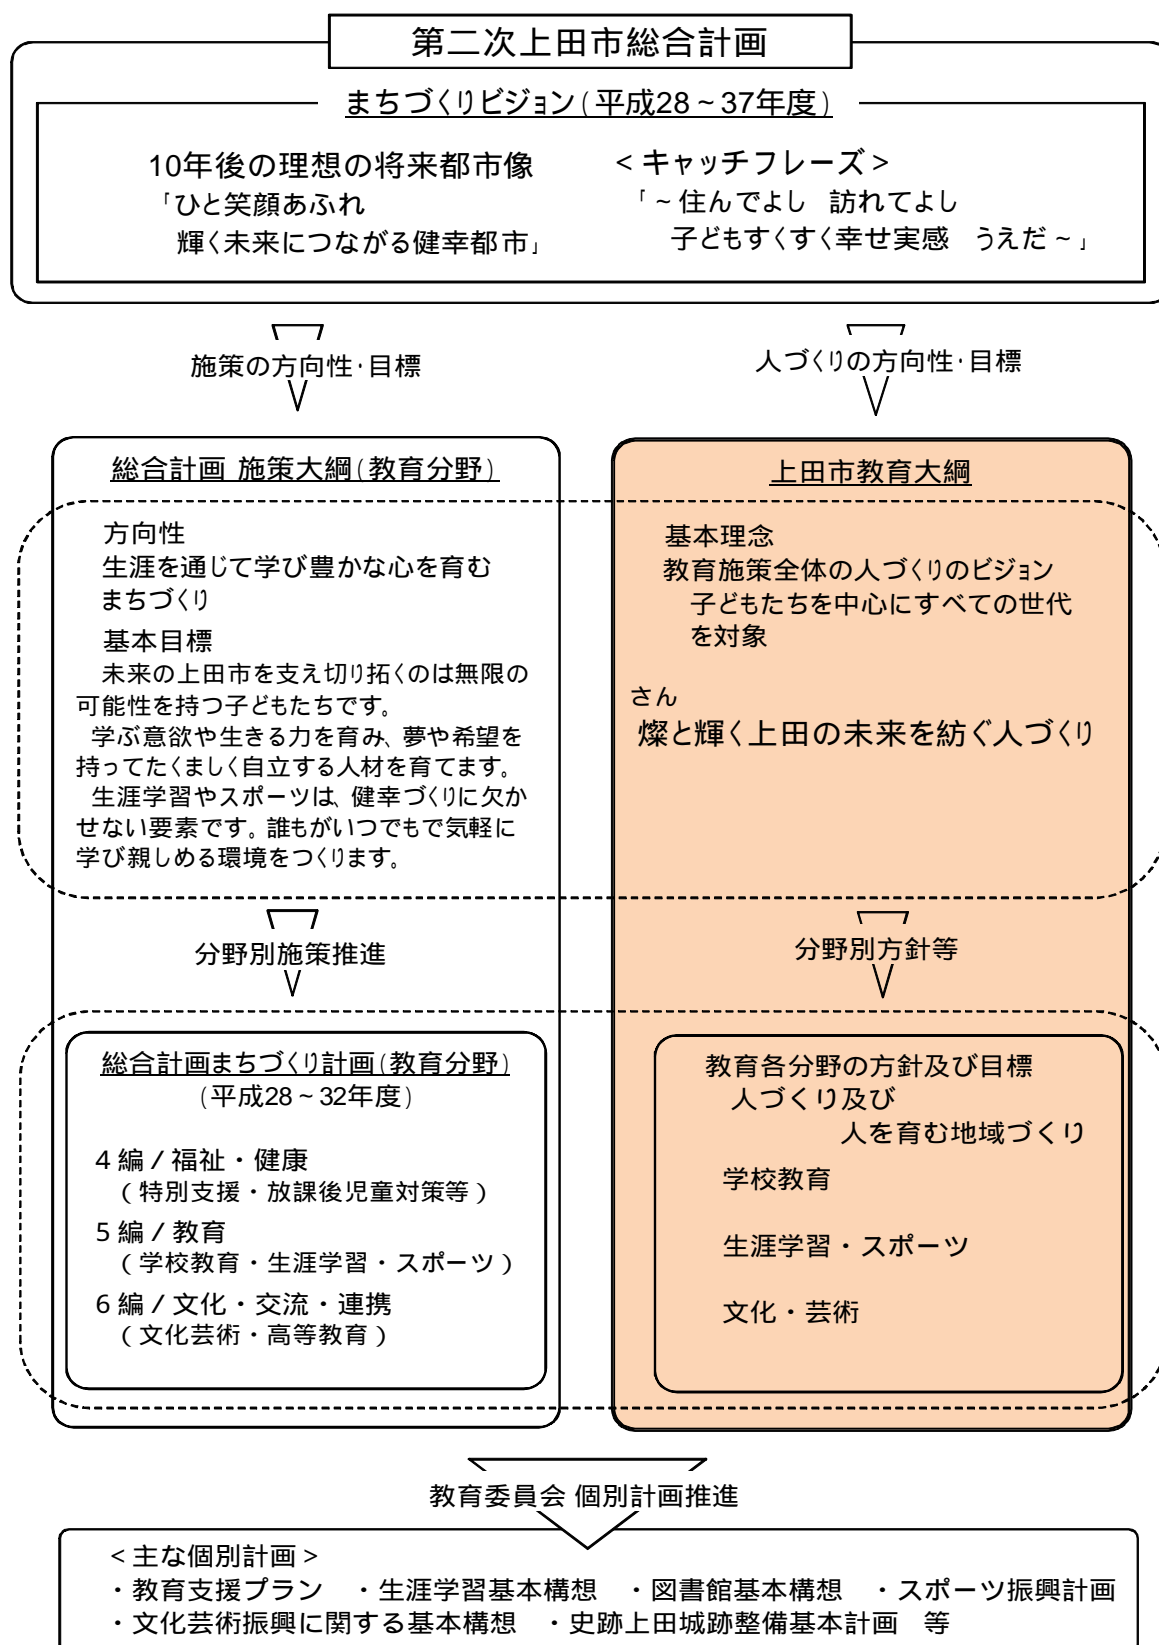 第二次上田市総合計画
まちづくりビジョン(平成28~37年度)
10年後の理想の将来都市像
「ひと笑顔あふれ
輝く未来につながる健幸都市」
<キャッチフレーズ>
「~住んでよし 訪れてよし
子どもすくすく幸せ実感 うえだ~」
施策の方向性・目標
人づくりの方向性・目標
総合計画 施策大綱(教育分野)
方向性
生涯を通じて学び豊かな心を育む
まちづくり
基本目標
未来の上田市を支え切り拓くのは無限の
可能性を持つ子どもたちです。
学ぶ意欲や生きる力を育み、夢や希望を
持ってたくましく自立する人材を育てます。
生涯学習やスポーツは、健幸づくりに欠か
せない要素です。誰もがいつでもで気軽に
学び親しめる環境をつくります。
分野別施策推進
総合計画まちづくり計画(教育分野)
(平成28~32年度)
4編/福祉・健康
(特別支援・放課後児童対策等)
5編/教育
(学校教育・生涯学習・スポーツ)
6編/文化・交流・連携
(文化芸術・高等教育)
上田市教育大綱
基本理念
教育施策全体の人づくりのビジョン
子どもたちを中心にすべての世代
を対象
さん
燦と輝く上田の未来を紡ぐ人づくり
分野別方針等
教育各分野の方針及び目標
人づくり及び
人を育む地域づくり
学校教育
生涯学習・スポーツ
文化・芸術
教育委員会 個別計画推進
<主な個別計画>
・教育支援プラン ・生涯学習基本構想 ・図書館基本構想 ・スポーツ振興計画
・文化芸術振興に関する基本構想 ・史跡上田城跡整備基本計画 等